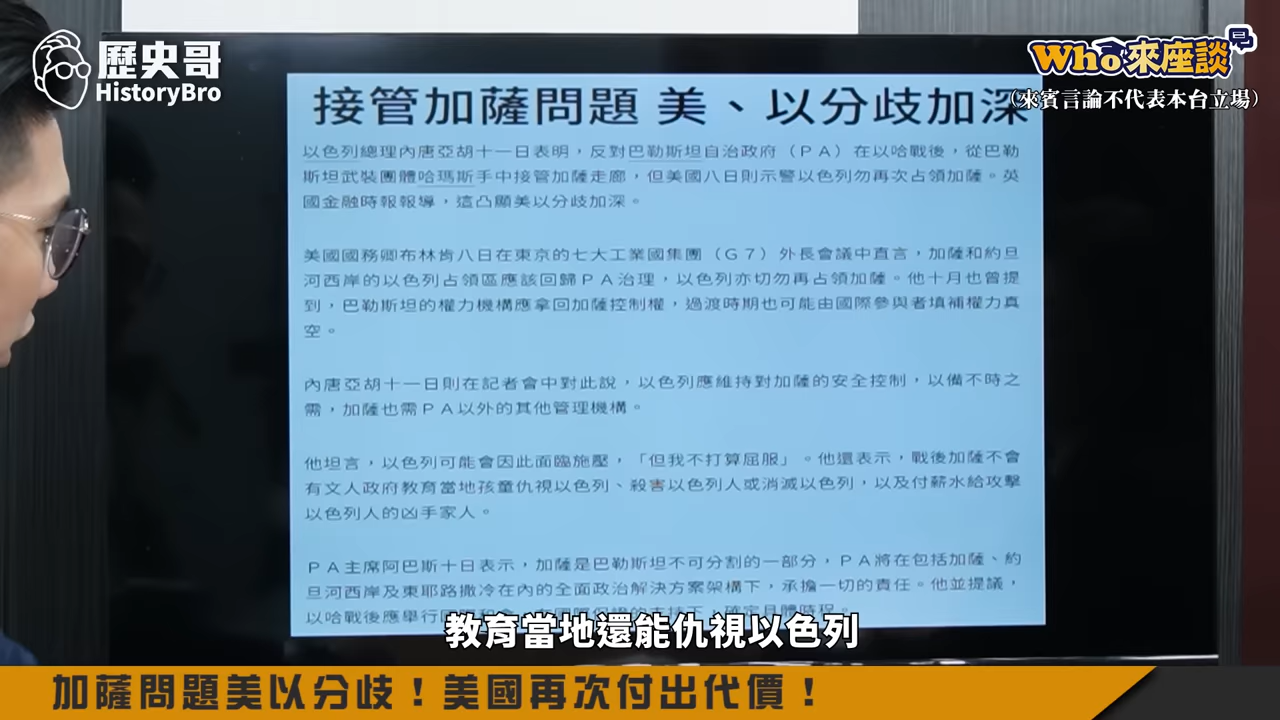 歷史哥
HistoryBro
Who來座談
（來賓言論不代表本台立場）
接管加薩問題 美、以分歧加深
以色列總理內唐亞胡十一日表明，反對巴勒斯坦自治政府（ＰＡ）在以哈戰後，從巴勒
斯坦武裝團體哈瑪斯手中接管加薩走廊，但美國八日則示警以色列勿再次占領加薩。英
國金融時報報導，這凸顯美以分歧加深。
美國國務卿布林肯八日在東京的七大工業國集團（Ｇ７）外長會議中直言，加薩和約旦
河西岸的以色列占領區應該回歸ＰＡ治理，以色列亦切勿再占領加薩。他十月也曾提
到，巴勒斯坦的權力機構應拿回加薩控制權，過渡時期也可能由國際參與者填補權力真
空。
內唐亞胡十一日則在記者會中對此說，以色列應維持對加薩的安全控制，以備不時之
需，加薩也需ＰＡ以外的其他管理機構。
他坦言，以色列可能會因此面臨施壓，「但我不打算屈服」。他還表示，戰後加薩不會
有文人政府教育當地孩童仇視以色列、殺害以色列人或消滅以色列，以及付薪水給攻擊
以色列人的凶手家人。
ＰＡ主席阿巴斯十日表示，加薩是巴勒斯坦不可分割的一部分，ＰＡ將在包括加薩、約
旦河西岸及東耶路撒冷在內的全面政治解決方案架構下，承擔一切的責任。他並提議，
以哈戰後應舉行國際和會，確定具體時程。
教育當地還能仇視以色列
加薩問題美以分歧！美國再次付出代價！